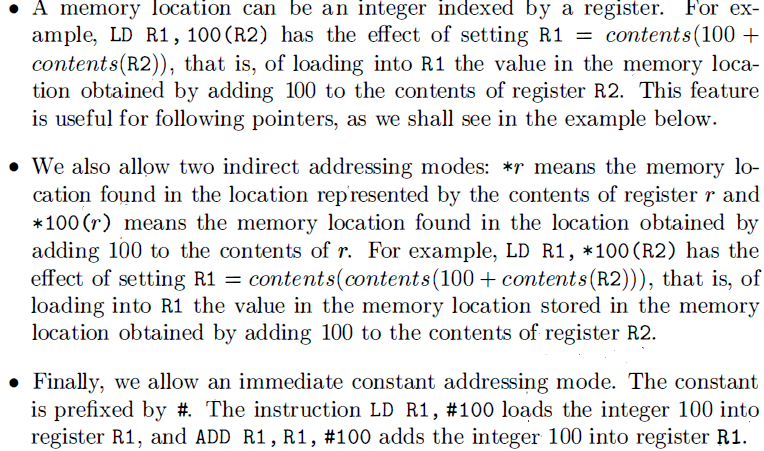 • A memory location can be an integer indexed by a register. For ex-
ample, LD R1, 100(R2) has the effect of setting R1 = contents(100 +
contents(R2)), that is, of loading into R1 the value in the memory loca-
tion obtained by adding 100 to the contents of register R2. This feature
is useful for following pointers, as we shall see in the example below.
• We also allow two indirect addressing modes: *r means the memory lo-
cation found in the location represented by the contents of register r and
*100(r) means the memory location found in the location obtained by
adding 100 to the contents of r. For example, LD R1, *100(R2) has the
effect of setting R1 = contents(contents(100 + contents(R2))), that is, of
loading into R1 the value in the memory location stored in the memory
location obtained by adding 100 to the contents of register R2.
• Finally, we allow an immediate constant addressing mode. The constant
is prefixed by #. The instruction LD R1, #100 loads the integer 100 into
register R1, and ADD R1, R1, #100 adds the integer 100 into register R1.